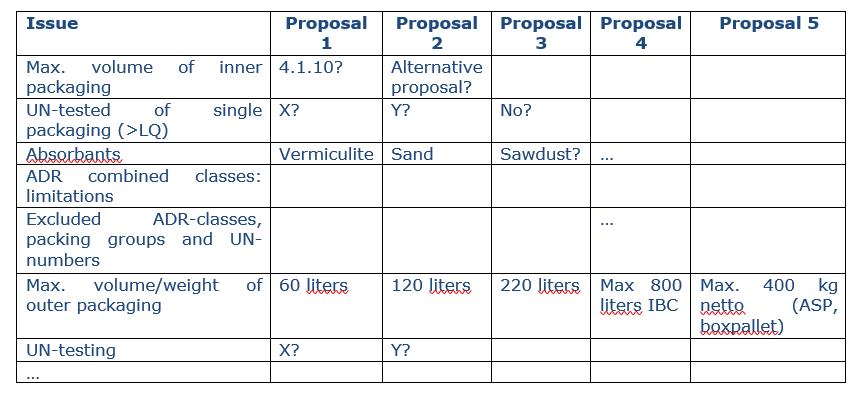 Issue Proposal 1 Proposal 2 Proposal 3 Proposal 4 Proposal 5
Max. volume of inner packaging 4.1.10? Alternative proposal?
UN-tested of single packaging (>LQ) X? Y? No?
Absorbants Vermiculite Sand Sawdust? ...
ADR combined classes: limitations
Excluded ADR-classes, packing groups and UN-numbers ...
Max. volume/weight of outer packaging 60 liters 120 liters 220 liters Max 800 liters IBC Max. 400 kg netto (ASP, boxpallet)
UN-testing X? Y?
...